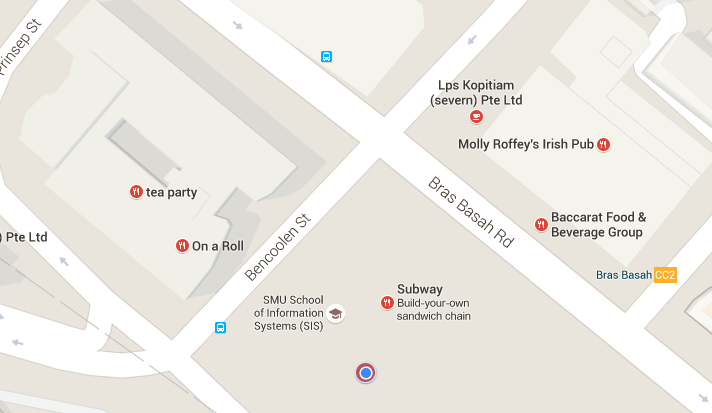 Prinsep St
Lps Kopitiam
(severn) Pte Ltd
Molly Roffey's Irish Pub
tea party
Bras Basah Rd
Baccarat Food &
Beverage Group
) Pte Ltd
On a Roll
Bencoolen St
Bras Basah CC2
Subway
Build-your-own
sandwich chain
SMU School
of Information
Systems (SIS)